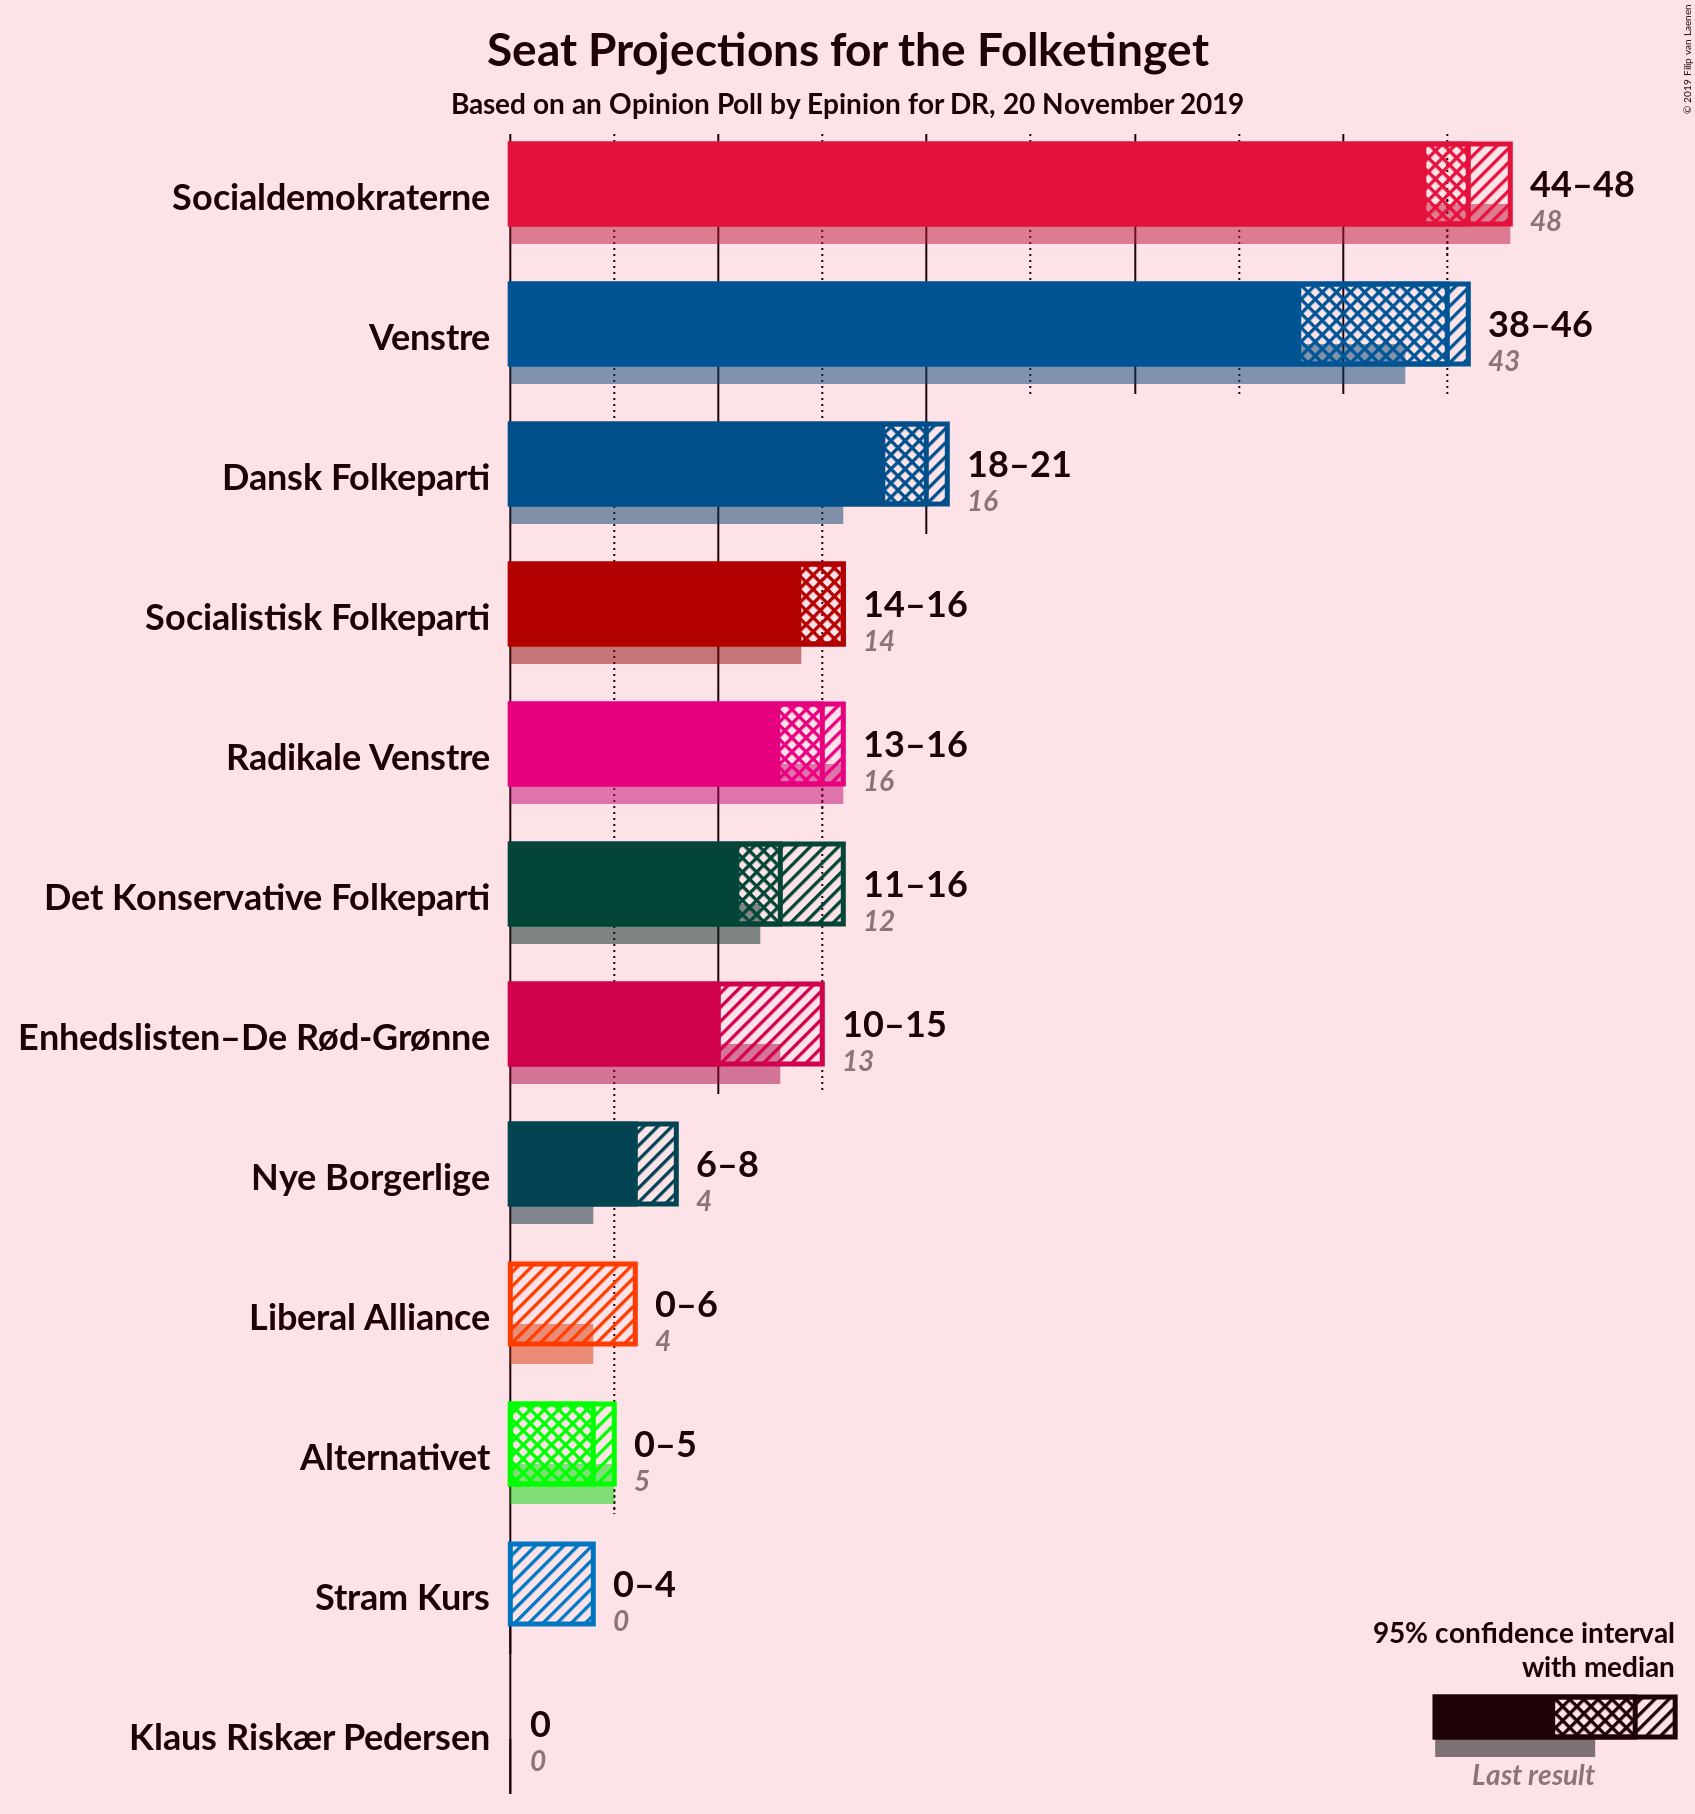 Seat Projections for the Folketinget
Based on an Opinion Poll by Epinion for DR, 20 November 2019
© 2019 Filip van Laenen
Socialdemokraterne
44–48
48
Venstre
38–46
43
Dansk Folkeparti
18–21
16
Socialistisk Folkeparti
14–16
14
Radikale Venstre
13–16
16
Det Konservative Folkeparti
11–16
12
Enhedslisten–De Rød-Grønne
10–15
13
Nye Borgerlige
6–8
4
Liberal Alliance
0–6
4
Alternativet
0–5
5
Stram Kurs
0–4
0
Klaus Riskær Pedersen
0
0
95% confidence interval
with median
Last result